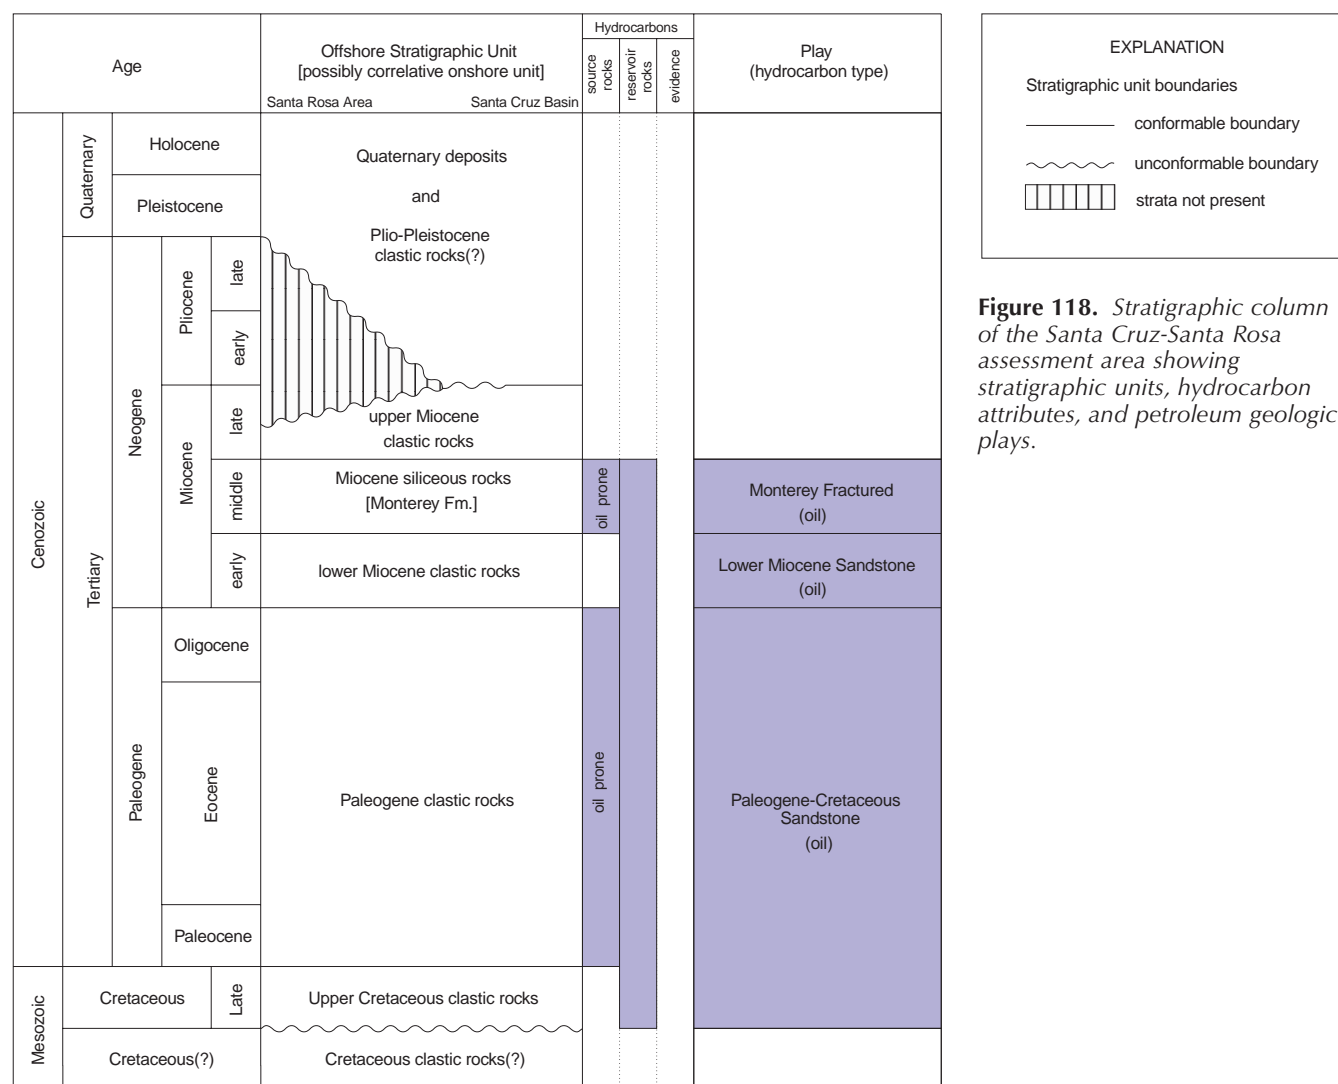 Age
Offshore Stratigraphic Unit
[possibly correlative onshore unit]
Santa Rosa Area
Santa Cruz Basin
Hydrocarbons
source
rocks
reservoir
rocks
evidence
Play
(hydrocarbon type)
Cenozoic
Mesozoic
Quaternary
Tertiary
Holocene
Pleistocene
Neogene
Paleogene
Pliocene
late
early
Miocene
late
middle
early
Oligocene
Eocene
Paleocene
Cretaceous
Late
Cretaceous(?)
Quaternary deposits
and
Plio-Pleistocene
clastic rocks(?)
upper Miocene
clastic rocks
Miocene siliceous rocks
[Monterey Fm.]
lower Miocene clastic rocks
Paleogene clastic rocks
Upper Cretaceous clastic rocks
Cretaceous clastic rocks(?)
oil prone
oil prone
Monterey Fractured
(oil)
Lower Miocene Sandstone
(oil)
Paleogene-Cretaceous
Sandstone
(oil)
EXPLANATION
Stratigraphic unit boundaries
conformable boundary
unconformable boundary
strata not present
Figure 118. Stratigraphic column
of the Santa Cruz-Santa Rosa
assessment area showing
stratigraphic units, hydrocarbon
attributes, and petroleum geologic
plays.